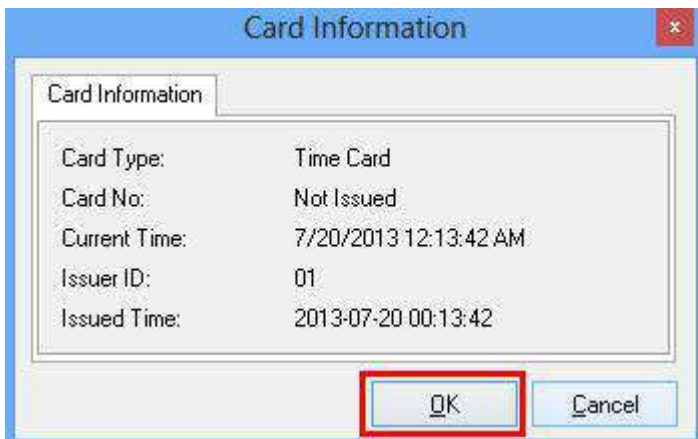 Card Information
x
Card Information
Card Type: Time Card
Card No: Not Issued
Current Time: 7/20/2013 12:13:42 AM
Issuer ID: 01
Issued Time: 2013-07-20 00:13:42
OK Cancel